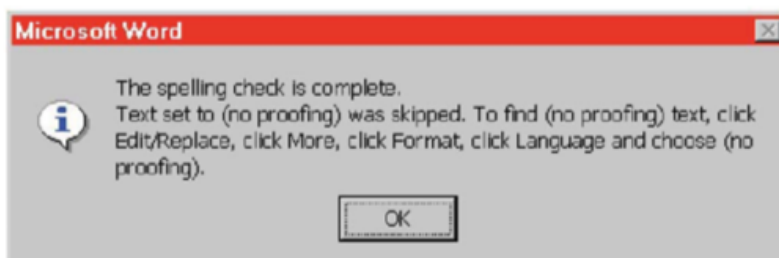 Microsoft Word
The spelling check is complete.
Text set to (no proofing) was skipped. To find (no proofing) text, click
Edit/Replace, click More, click Format, click Language and choose (no
proofing).
OK